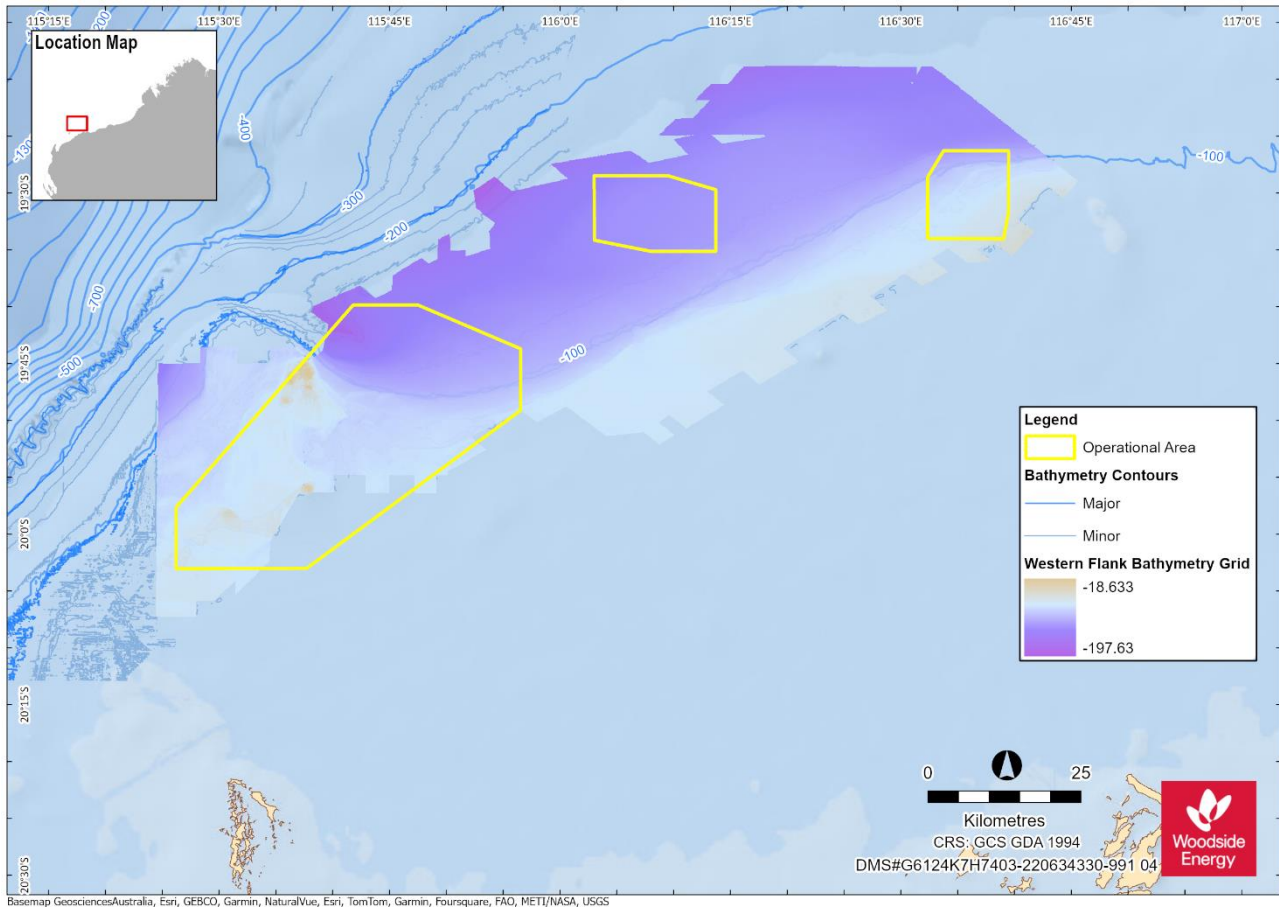 115°15'E
115°30'E
115°45'E
116°0'E
116°15'E
116°30'E
116°45'E
117°0'E
Location Map
-200
-400
-130
-100
19°30'S
-300
-200
-700
-500
19°45'S
-100
Legend
Operational Area
Bathymetry Contours
Major
Minor
Western Flank Bathymetry Grid
-18.633
-197.63
20°0'S
20°15'S
0 25
Kilometres
CRS: GCS GDA 1994
DMS#G6124K7H7403-220634330-991 04
Woodside
Energy
20°30'S
Basemap GeosciencesAustralia, Esri, GEBCO, Garmin, NaturalVue, Esri, TomTom, Garmin, Foursquare, FAO, METI/NASA, USGS